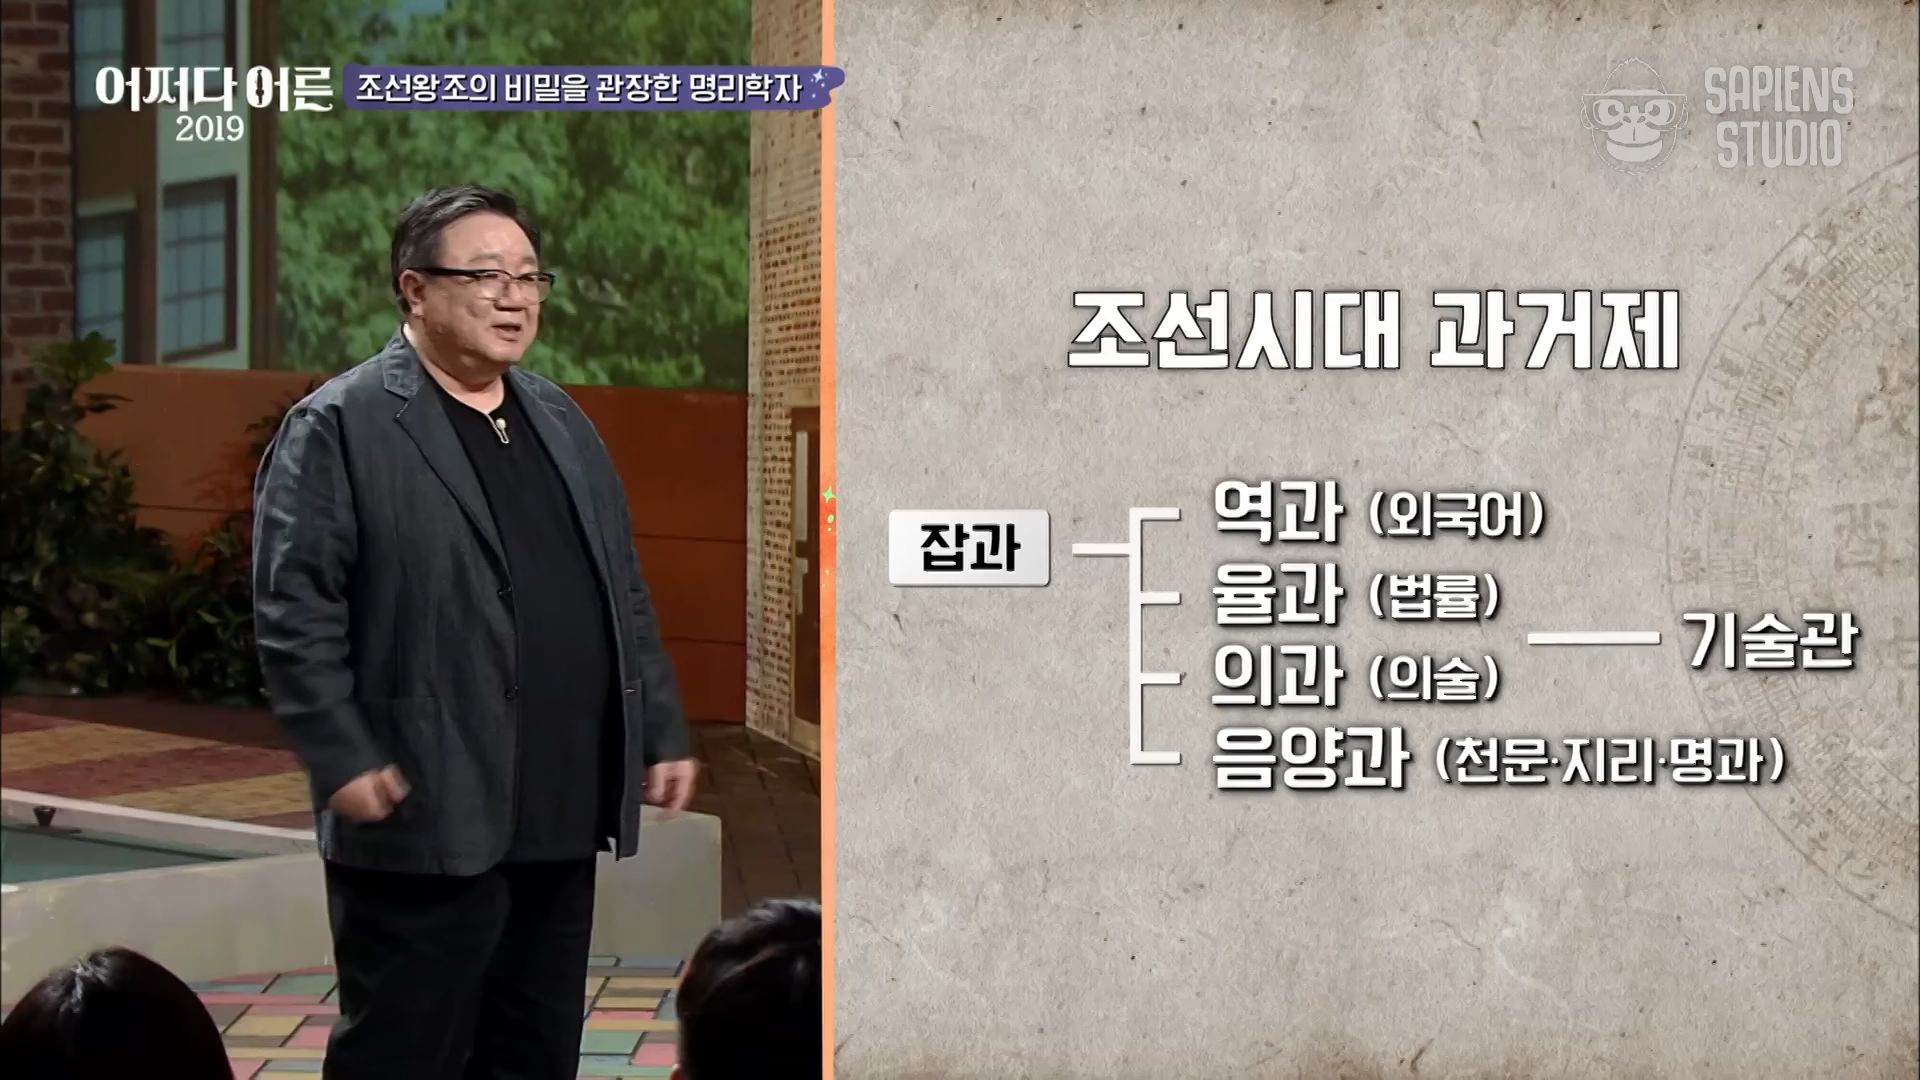 어쩌다 어른
2019
조선왕조의 비밀을 관장한 명리학자
SAPIENS
STUDIO
조선시대 과거제
잡과
역과 (외국어)
율과 (법률)
의과 (의술)
음양과 (천문·지리·명과)
기술관